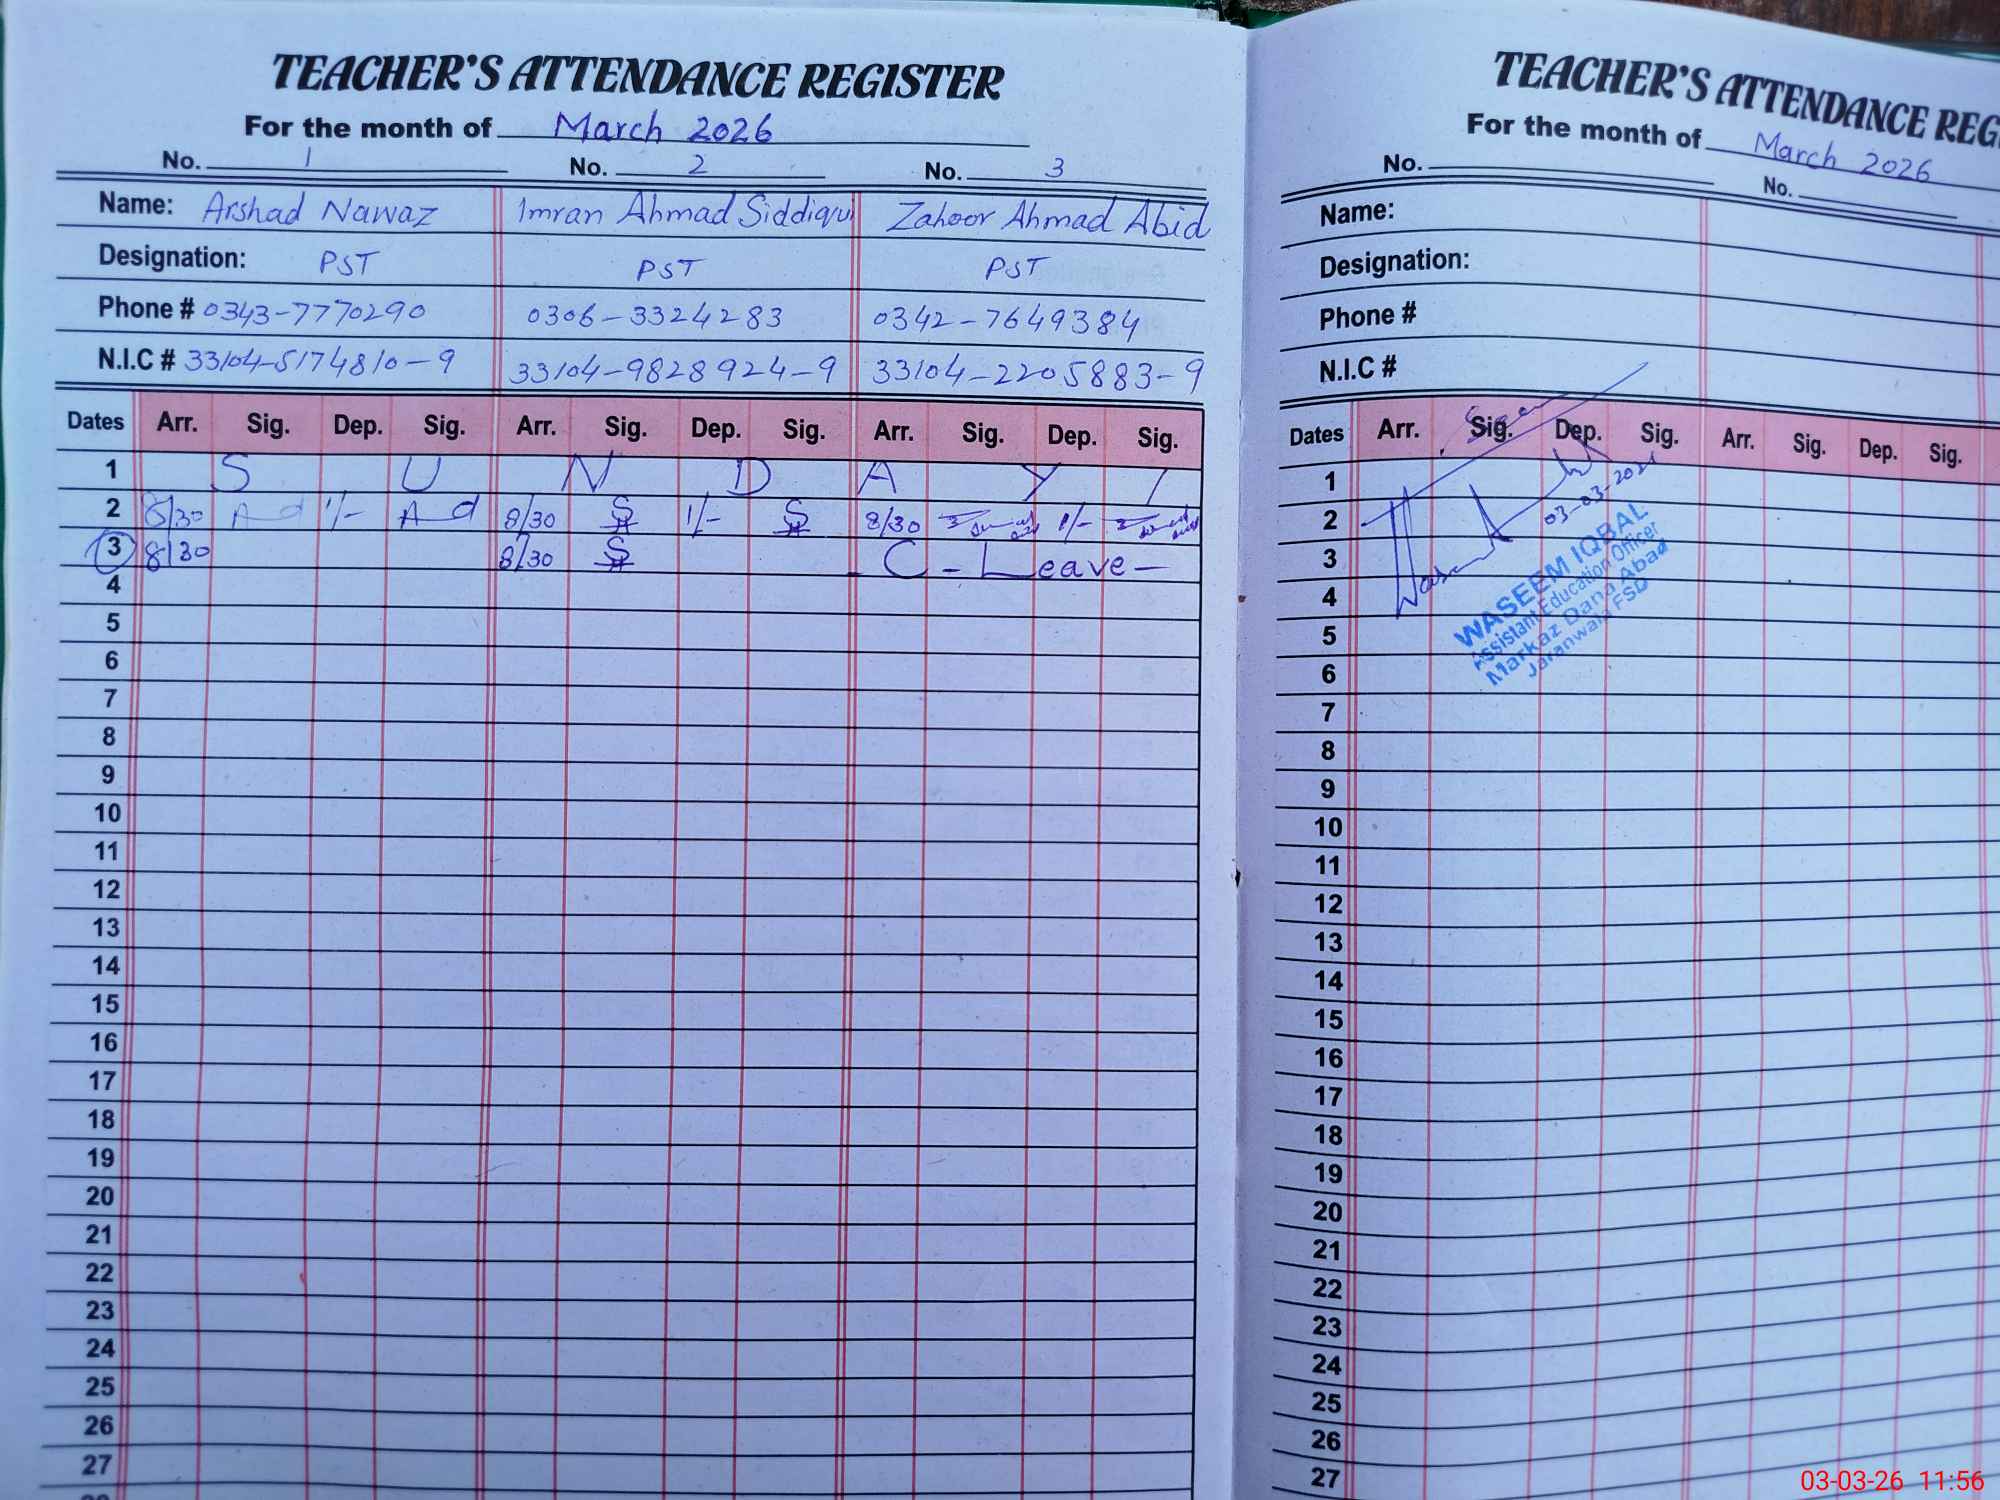 TEACHER'S ATTENDANCE REGISTER
For the month of March 2026
No. 1 No. 2 No. 3
Name: Arshad Nawaz Imran Ahmad Siddiqui Zahoor Ahmad Abid
Designation: PST PST PST
Phone # 0343-7770290 0306-3324283 0342-7649384
N.I.C # 33104-5174810-9 33104-9828924-9 33104-2205883-9
Dates Arr. Sig. Dep. Sig. Arr. Sig. Dep. Sig. Arr. Sig. Dep. Sig.
1 S U N D A Y
2 8/30 1/- 8/30 1/- 8/30 1/-
3 8/30 8/30 - C - Leave -
4
5
6
7
8
9
10
11
12
13
14
15
16
17
18
19
20
21
22
23
24
25
26
27
TEACHER'S ATTENDANCE REG
For the month of March 2026
No. No.
Name:
Designation:
Phone #
N.I.C #
Dates Arr. Sig. Dep. Sig. Arr. Sig. Dep. Sig.
1
2
3
4
5
6
7
8
9
10
11
12
13
14
15
16
17
18
19
20
21
22
23
24
25
26
27
WASEEM IQBAL
Assistant Education Officer
Markaz Dang Abad
Jaranwala FSD
03-03-26 11:56